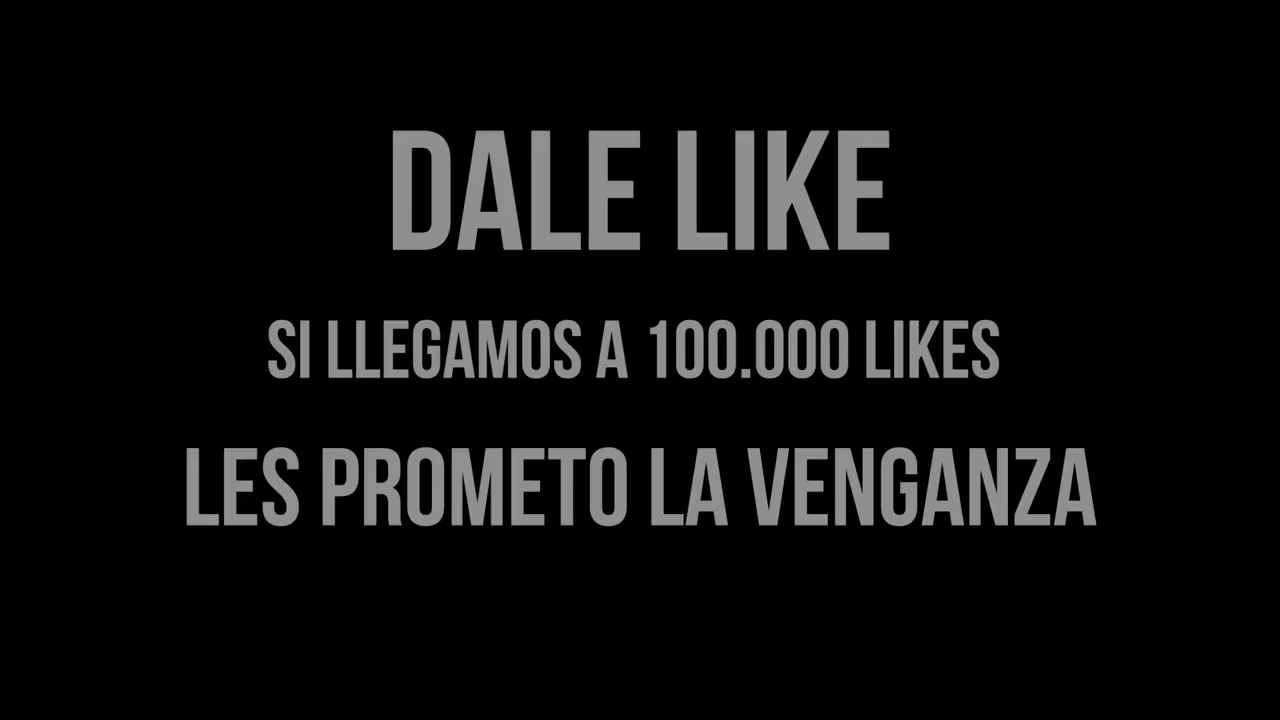 DALE LIKE
SI LLEGAMOS A 100.000 LIKES
LES PROMETO LA VENGANZA